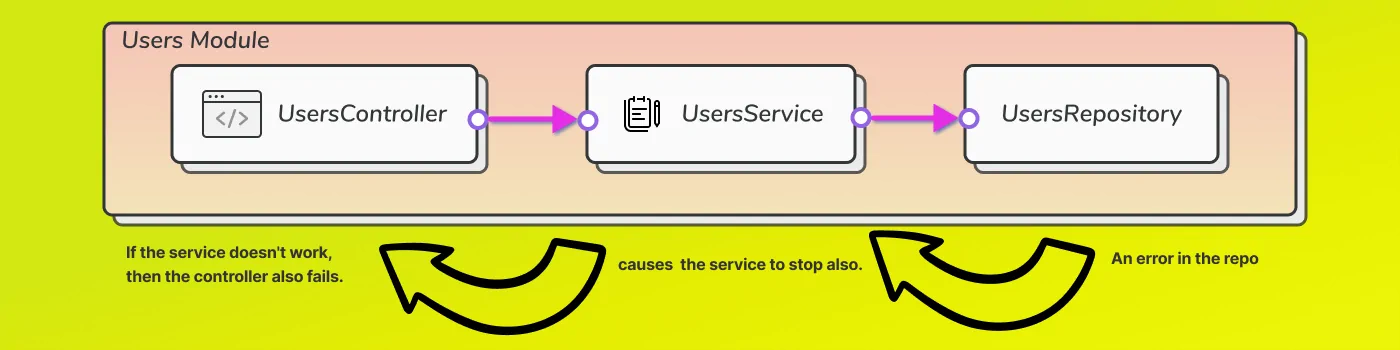 Users Module
</>
UsersController
UsersService
UsersRepository
If the service doesn't work,
then the controller also fails.
causes the service to stop also.
An error in the repo